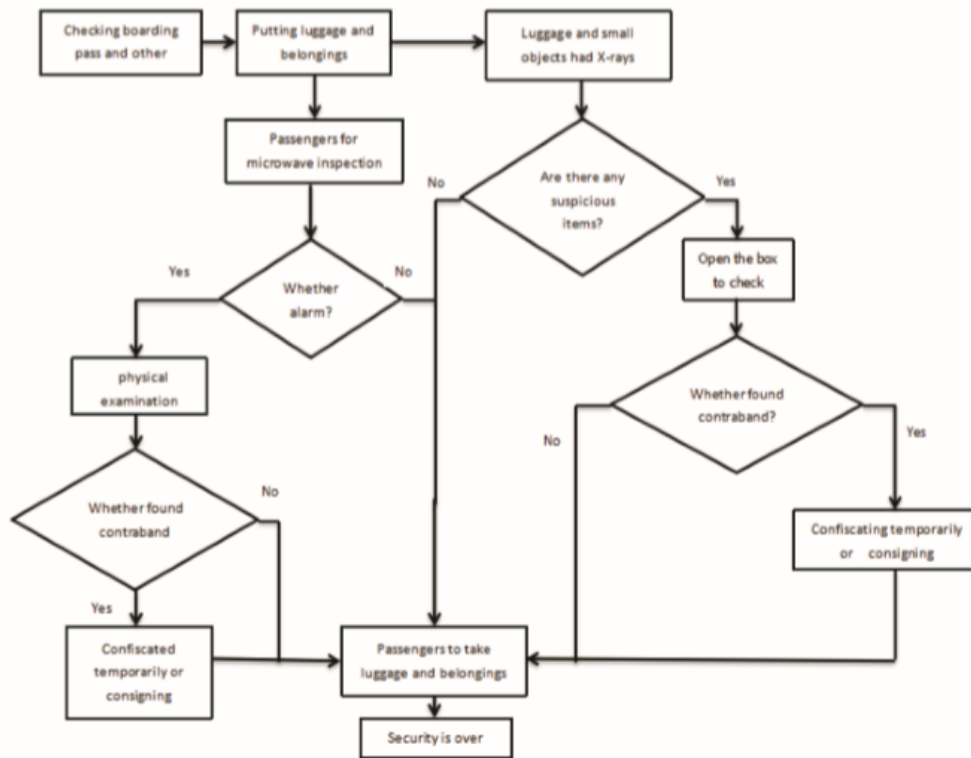 Checking boarding
pass and other
Putting luggage and
belongings
Luggage and small
objects had X-rays
Passengers for
microwave inspection
No
Are there any
suspicious
items?
Yes
Open the box
to check
Yes
Whether
alarm?
No
physical
examination
Whether found
contraband?
No
Yes
Whether found
contraband
No
Yes
Confiscating temporarily
or consigning
Confiscated
temporarily or
consigning
Passengers to take
luggage and belongings
Security is over